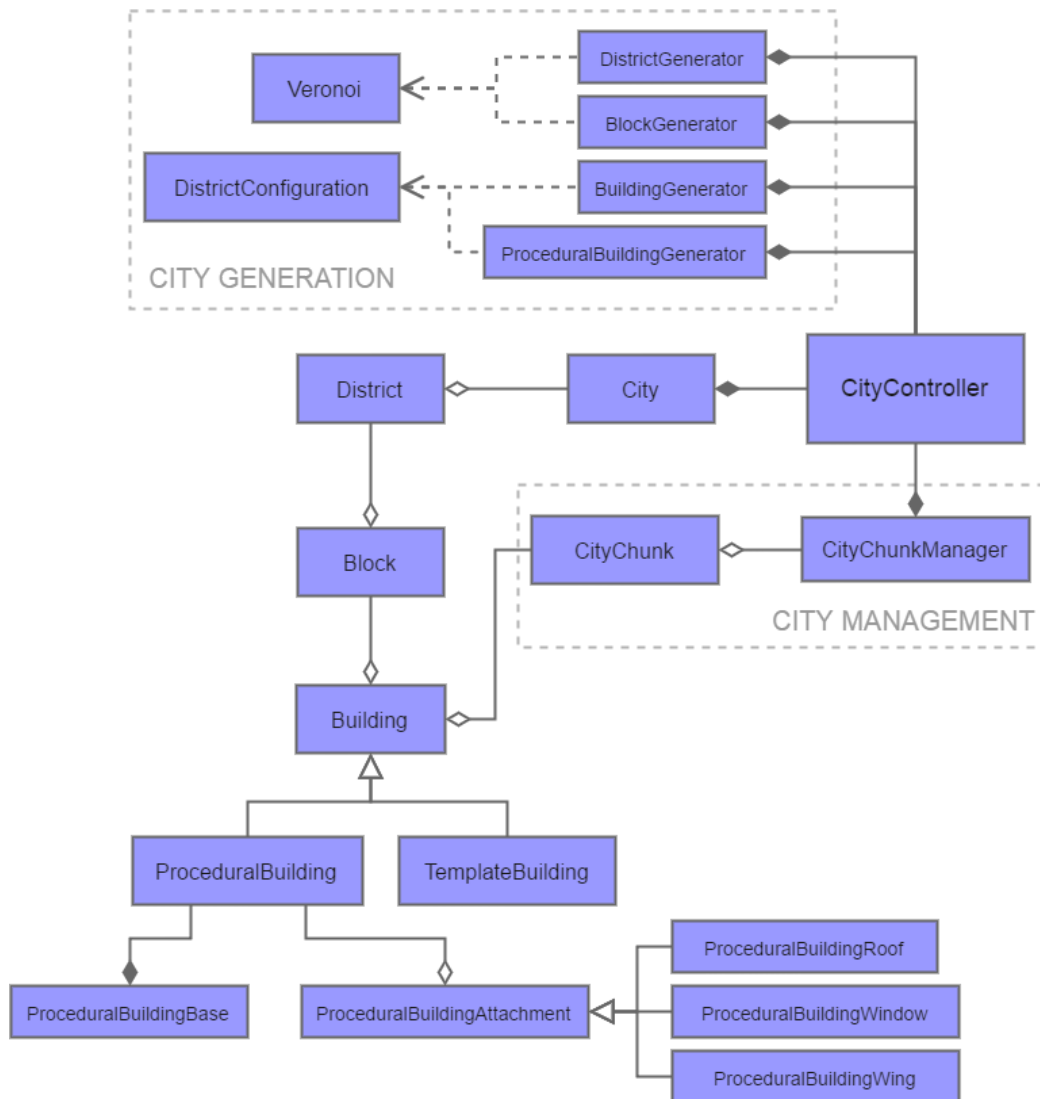 DistrictGenerator
Veronoi
BlockGenerator
DistrictConfiguration
BuildingGenerator
ProceduralBuildingGenerator
CITY GENERATION
District
City
CityController
Block
CityChunk
CityChunkManager
CITY MANAGEMENT
Building
ProceduralBuilding
TemplateBuilding
ProceduralBuildingRoof
ProceduralBuildingBase
ProceduralBuildingAttachment
ProceduralBuildingWindow
ProceduralBuildingWing